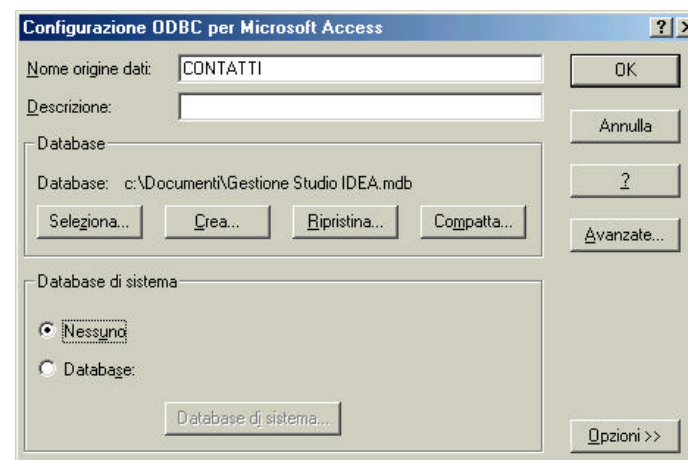 Configurazione ODBC per Microsoft Access ? X
Nome origine dati: CONTATTI
OK
Descrizione:
Annulla
Database
Database: c:\Documenti\Gestione Studio IDEA.mdb
?
Seleziona... Crea... Ripristina... Compatta...
Avanzate...
Database di sistema
Nessuno
Database:
Database di sistema...
Opzioni >>